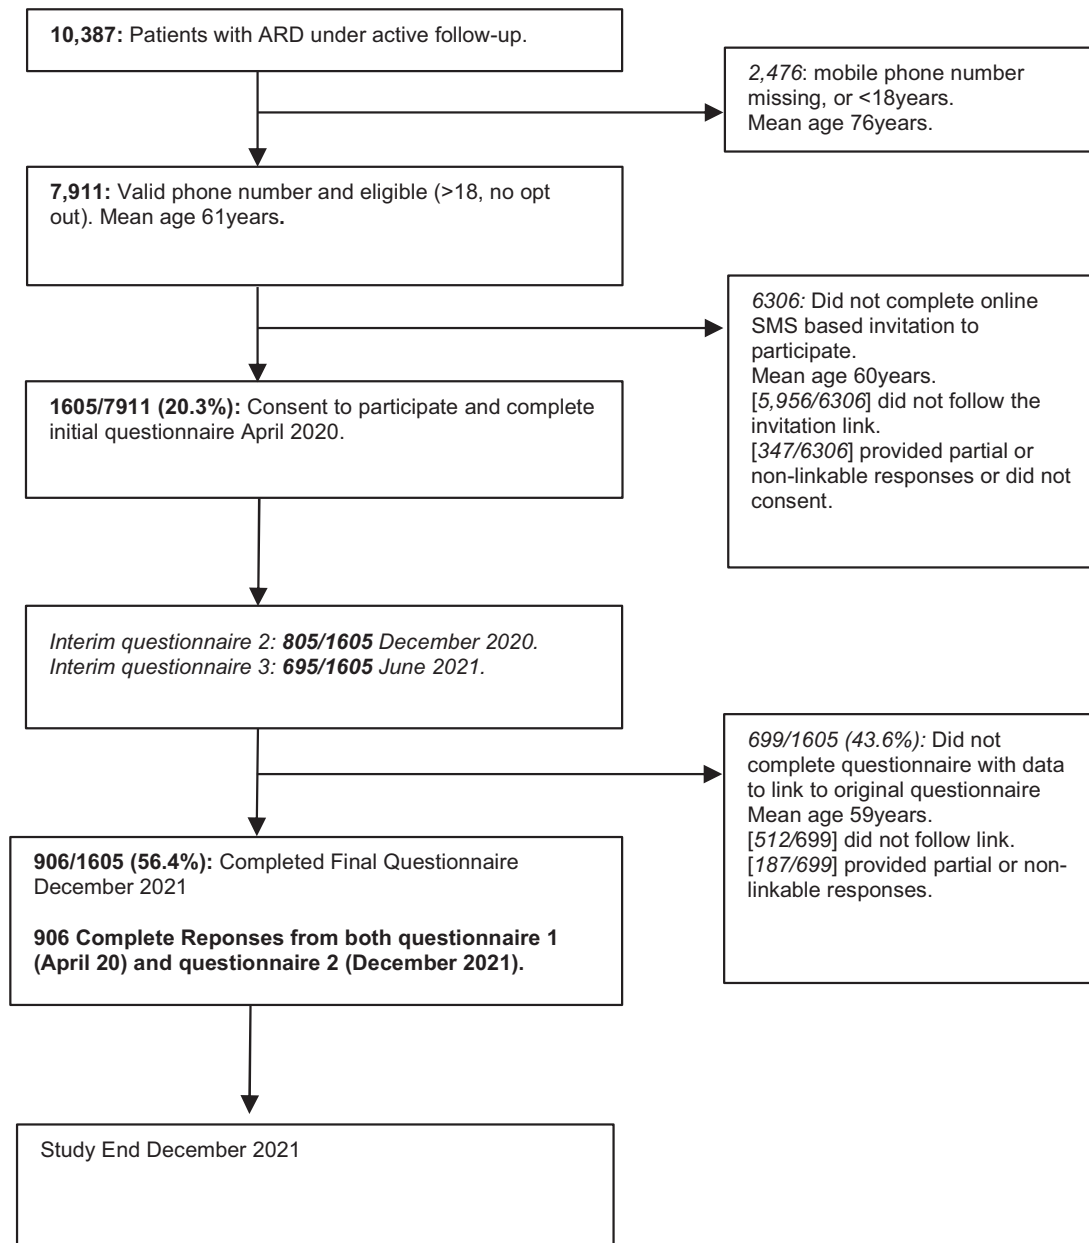 10,387: Patients with ARD under active follow-up.
2,476: mobile phone number
missing, or <18years.
Mean age 76years.
7,911: Valid phone number and eligible (>18, no opt
out). Mean age 61years.
6306: Did not complete online
SMS based invitation to
participate.
Mean age 60years.
[5,956/6306] did not follow the
invitation link.
[347/6306] provided partial or
non-linkable responses or did not
consent.
1605/7911 (20.3%): Consent to participate and complete
initial questionnaire April 2020.
Interim questionnaire 2: 805/1605 December 2020.
Interim questionnaire 3: 695/1605 June 2021.
699/1605 (43.6%): Did not
complete questionnaire with data
to link to original questionnaire
Mean age 59years.
[512/699] did not follow link.
[187/699] provided partial or non-
linkable responses.
906/1605 (56.4%): Completed Final Questionnaire
December 2021
906 Complete Reponses from both questionnaire 1
(April 20) and questionnaire 2 (December 2021).
Study End December 2021